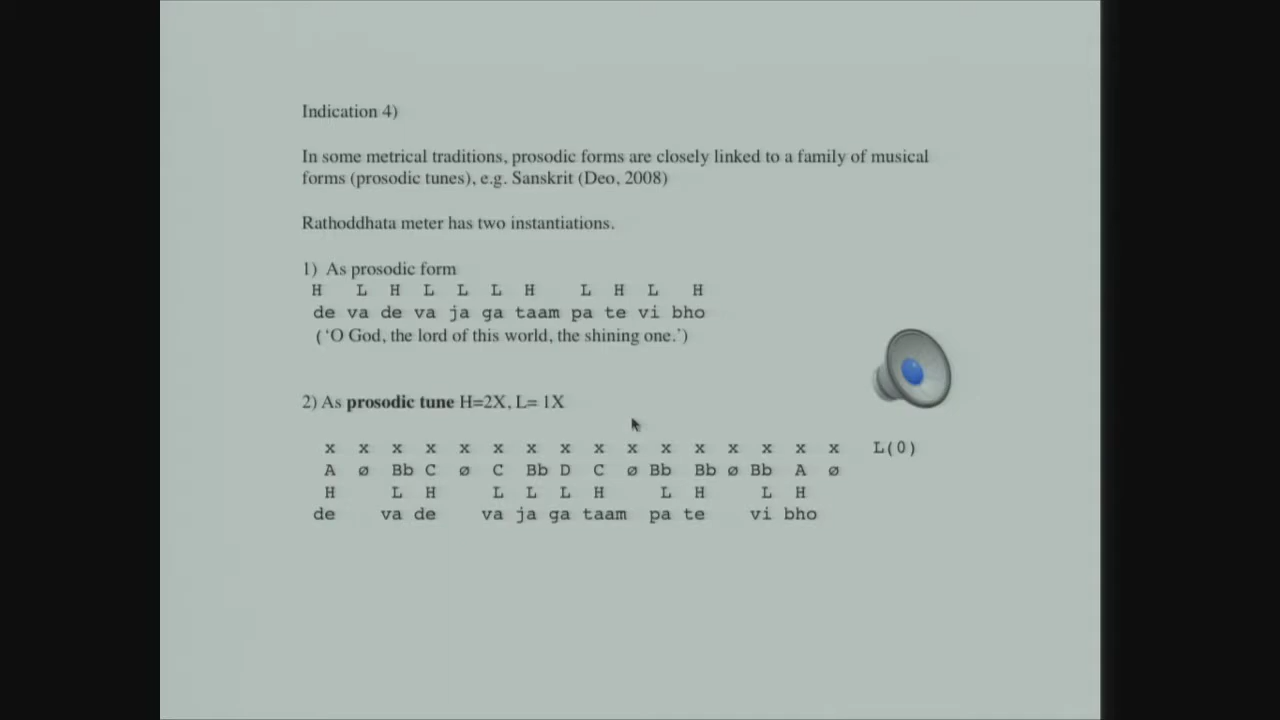 Indication 4)
In some metrical traditions, prosodic forms are closely linked to a family of musical
forms (prosodic tunes), e.g. Sanskrit (Deo, 2008)
Rathoddhata meter has two instantiations.
1) As prosodic form
H L H L L L H L H L H
de va de va ja ga taam pa te vi bho
(‘O God, the lord of this world, the shining one.’)
2) As prosodic tune H=2X, L= 1X
x x x x x x x x x x x x x x x x L(0)
A ø Bb C ø C Bb D C ø Bb Bb ø Bb A ø
H L H L L L H L H L H
de va de va ja ga taam pa te vi bho